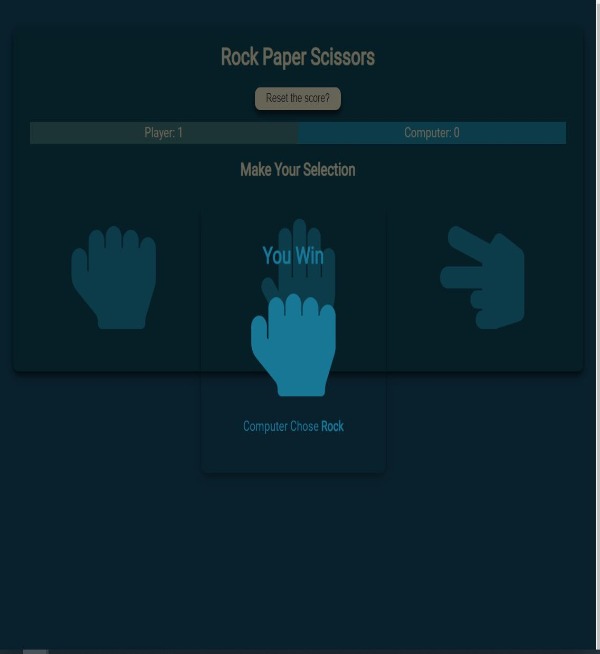 Rock Paper Scissors
Reset the score?
Player: 1
Computer: 0
Make Your Selection
You Win
Computer Chose Rock